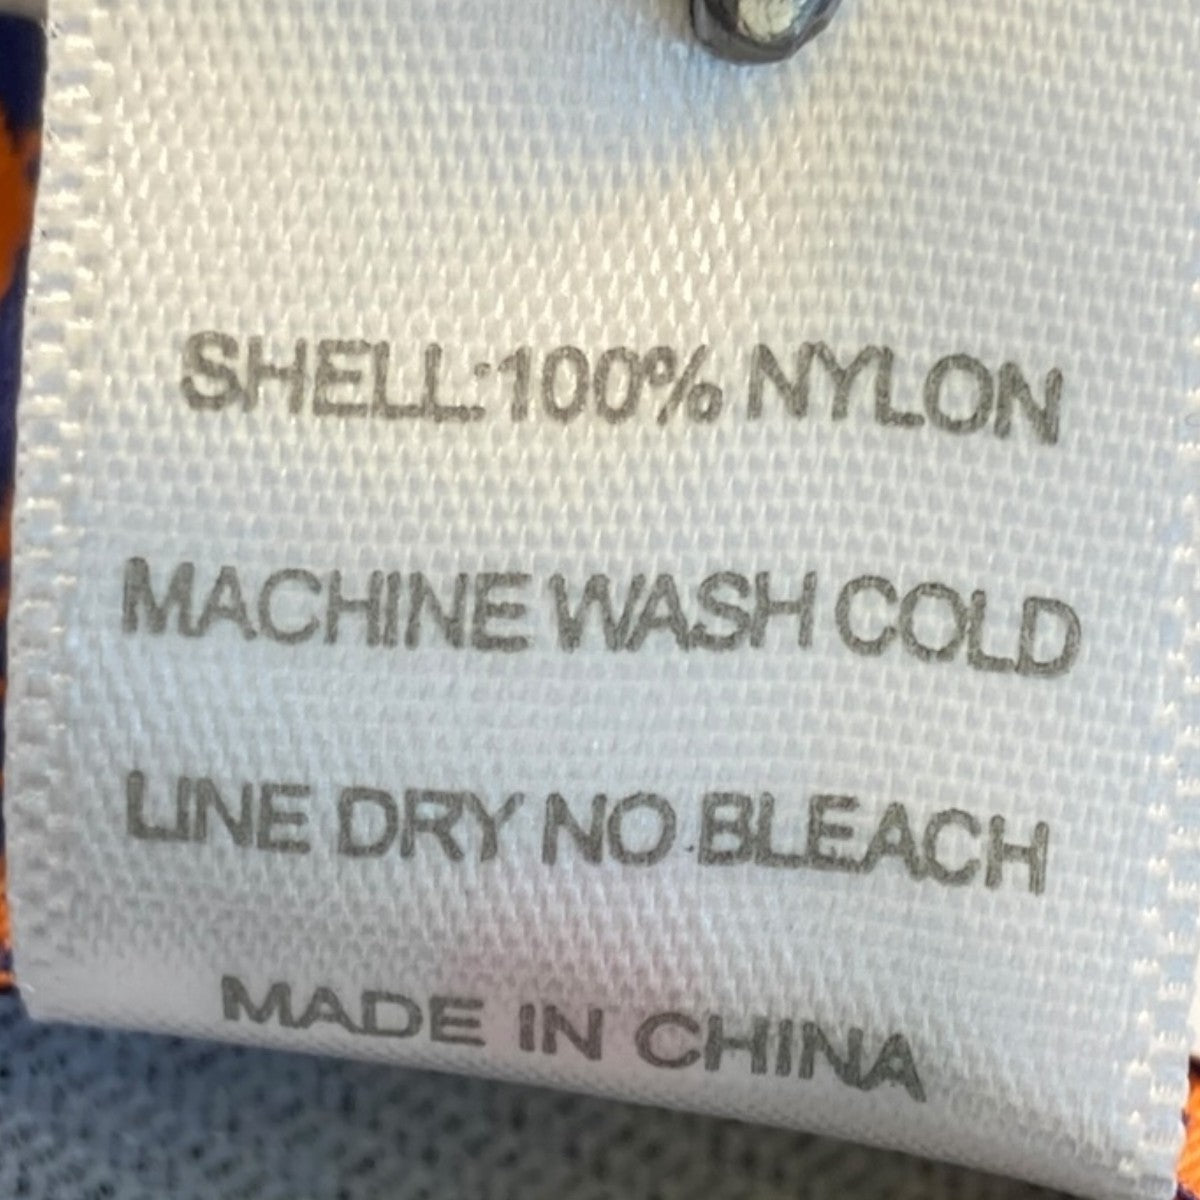 SHELL:100% NYLON
MACHINE WASH COLD
LINE DRY NO BLEACH
MADE IN CHINA